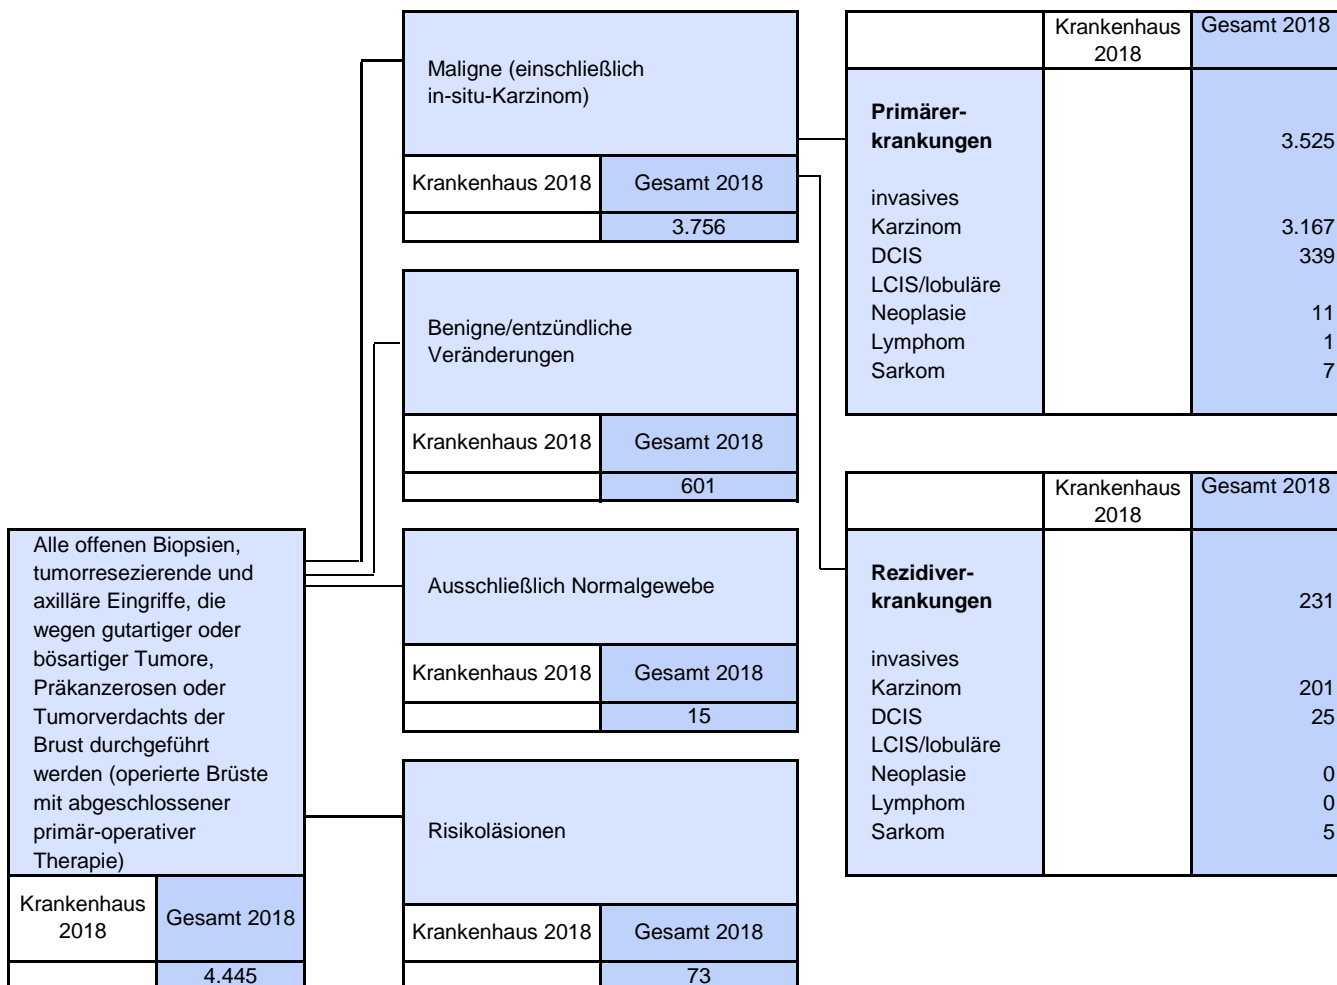 Alle offenen Biopsien,
tumorresezierende und
axilläre Eingriffe, die
wegen gutartiger oder
bösartiger Tumore,
Präkanzerosen oder
Tumorverdachts der
Brust durchgeführt
werden (operierte Brüste
mit abgeschlossener
primär-operativer
Therapie)
Krankenhaus
2018
Gesamt 2018
4.445
Maligne (einschließlich
in-situ-Karzinom)
Krankenhaus 2018 Gesamt 2018
3.756
Benigne/entzündliche
Veränderungen
Krankenhaus 2018 Gesamt 2018
601
Ausschließlich Normalgewebe
Krankenhaus 2018 Gesamt 2018
15
Risikoläsionen
Krankenhaus 2018 Gesamt 2018
73
Krankenhaus
2018
Gesamt 2018
Primärer-
krankungen 3.525
invasives
Karzinom 3.167
DCIS 339
LCIS/lobuläre
Neoplasie 11
Lymphom 1
Sarkom 7
Krankenhaus
2018
Gesamt 2018
Rezidiver-
krankungen 231
invasives
Karzinom 201
DCIS 25
LCIS/lobuläre
Neoplasie 0
Lymphom 0
Sarkom 5